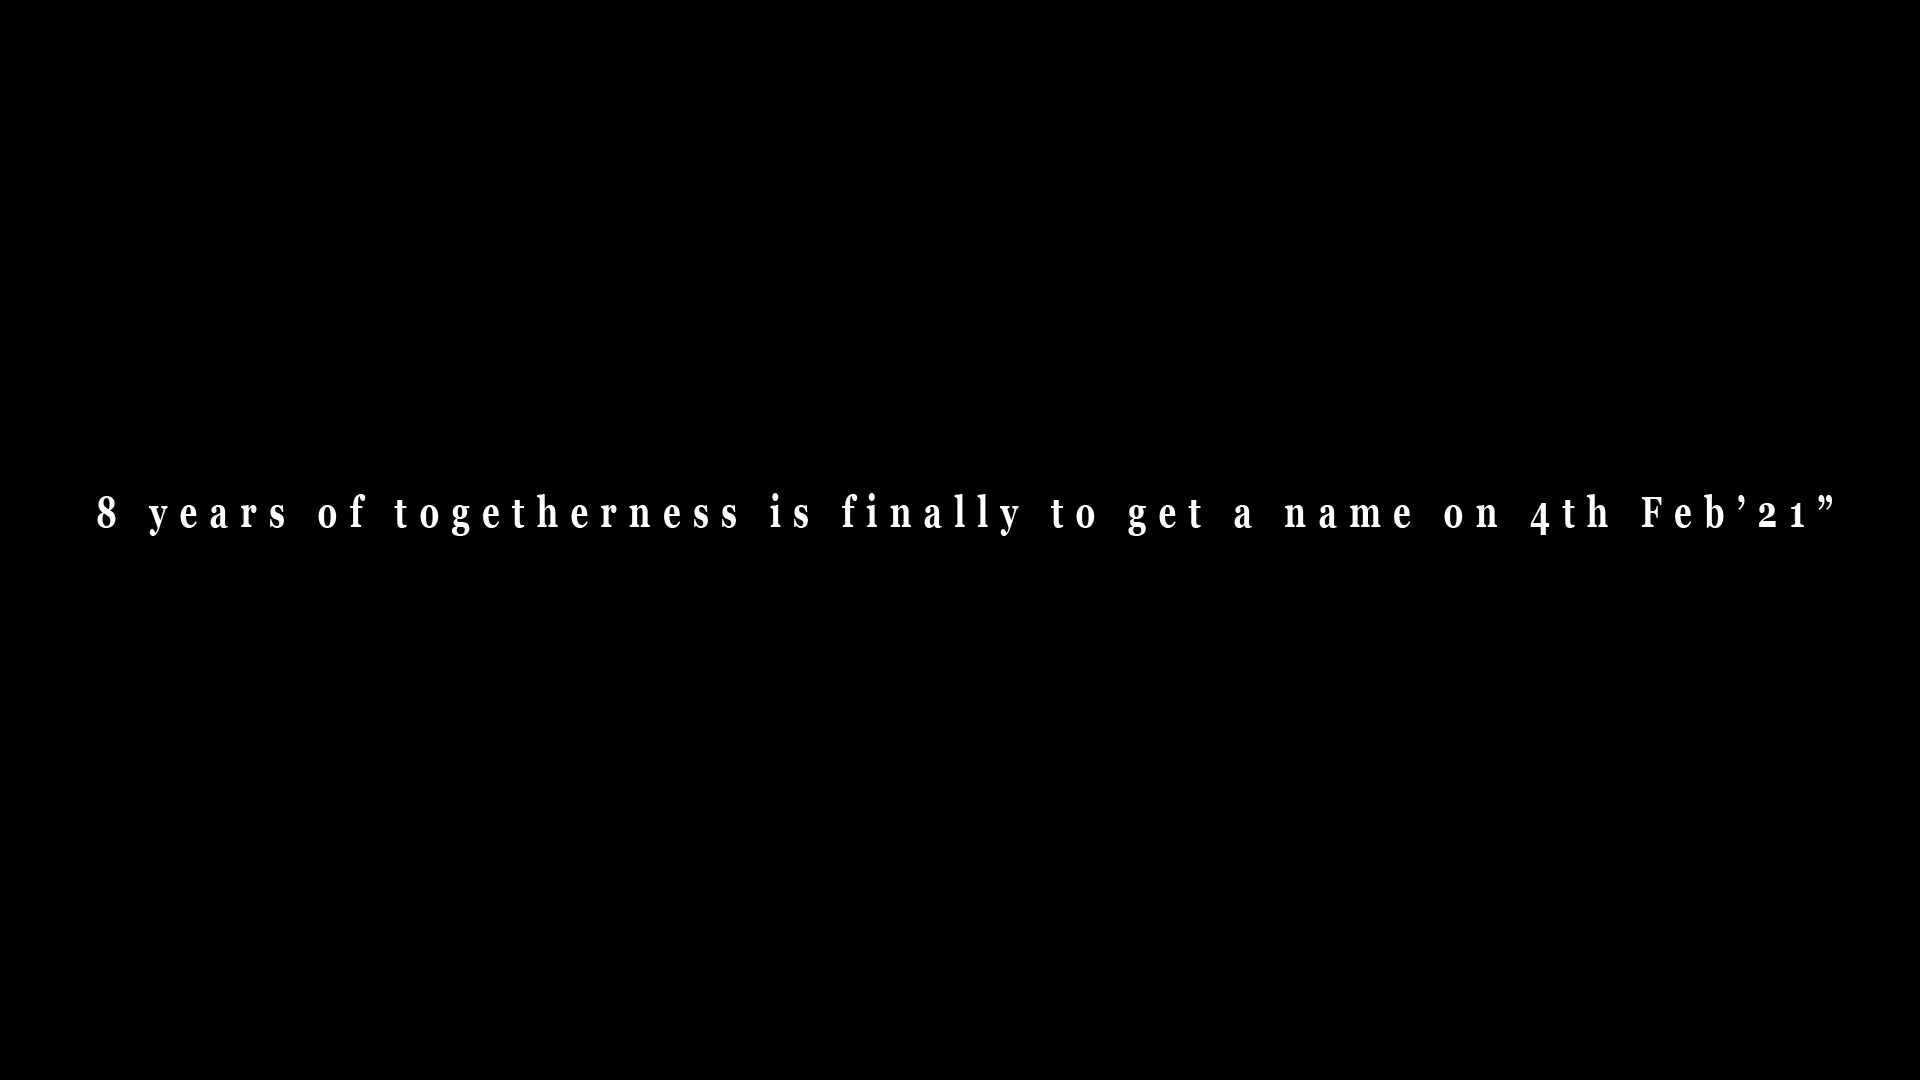 8 years of togetherness is finally to get a name on 4th Feb’21”